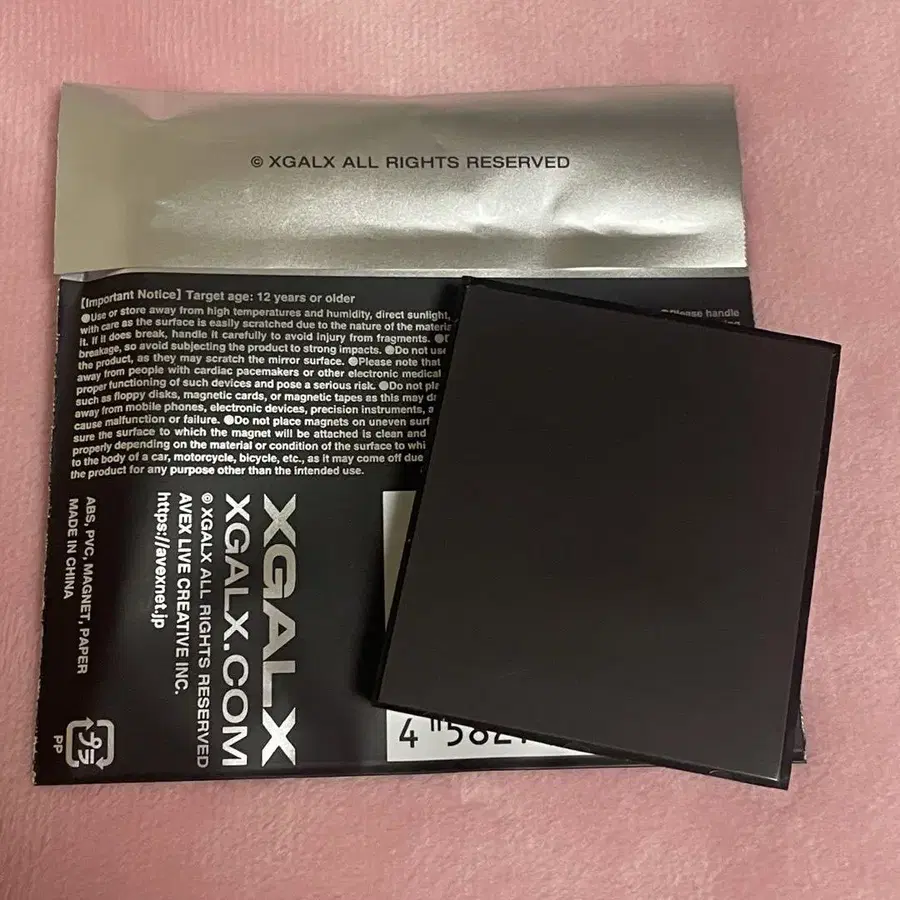 © XGALX ALL RIGHTS RESERVED
[Important Notice] Target age: 12 years or older
●Use or store away from high temperatures and humidity, direct sunlight,
●Please handle
with care as the surface is easily scratched due to the nature of the
it. If it does break, handle it carefully to avoid injury from fragments.
breakage, so avoid subjecting the product to strong impacts. ●Do not use
the product, as they may scratch the mirror surface. ●Please note that
away from people with cardiac pacemakers or other electronic medical
proper functioning of such devices and pose a serious risk. ●Do not
such as floppy disks, magnetic cards, or magnetic tapes as this may
away from mobile phones, electronic devices, precision instruments,
cause malfunction or failure. ●Do not place magnets on uneven
sure the surface to which the magnet will be attached is clean and
properly depending on the material or condition of the surface to
to the body of a car, motorcycle, bicycle, etc., as it may come off due
the product for any purpose other than the intended use.
XGALX
XGALX.COM
© XGALX ALL RIGHTS RESERVED
AVEX LIVE CREATIVE INC.
https://avexnet.jp
ABS, PVC, MAGNET, PAPER
MADE IN CHINA
プラ
PP
4